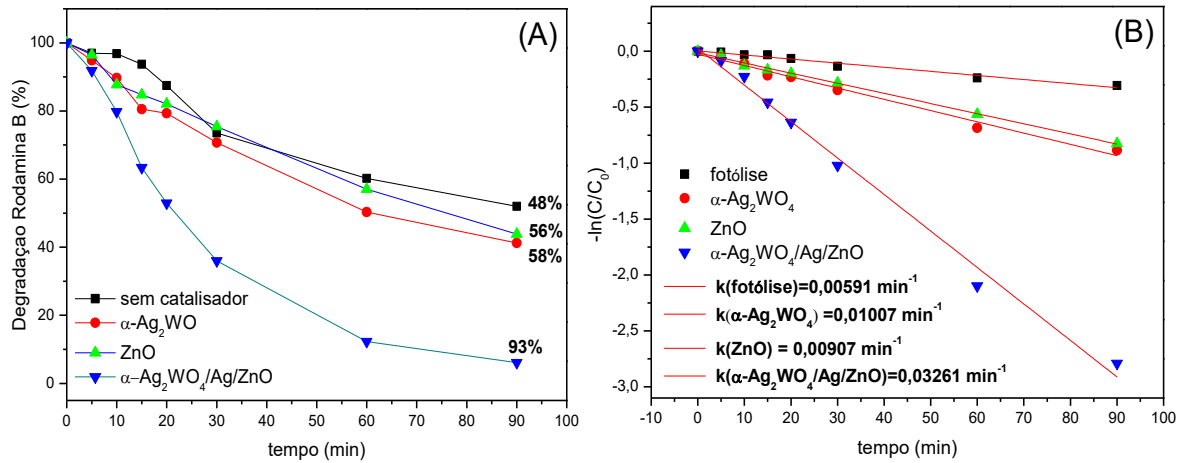 (A)
Degradaçao Rodamina B (%)
100
80
60
40
20
0
48%
56%
58%
93%
sem catalisador
α-Ag₂WO
ZnO
α–Ag₂WO₄/Ag/ZnO
0 10 20 30 40 50 60 70 80 90 100
tempo (min)
(B)
-ln(C/C₀)
0,0
-0,5
-1,0
-1,5
-2,0
-2,5
-3,0
fotólise
α-Ag₂WO₄
ZnO
α-Ag₂WO₄/Ag/ZnO
k(fotólise)=0,00591 min⁻¹
k(α-Ag₂WO₄) =0,01007 min⁻¹
k(ZnO) = 0,00907 min⁻¹
k(α-Ag₂WO₄/Ag/ZnO)=0,03261 min⁻¹
-10 0 10 20 30 40 50 60 70 80 90 100
tempo (min)